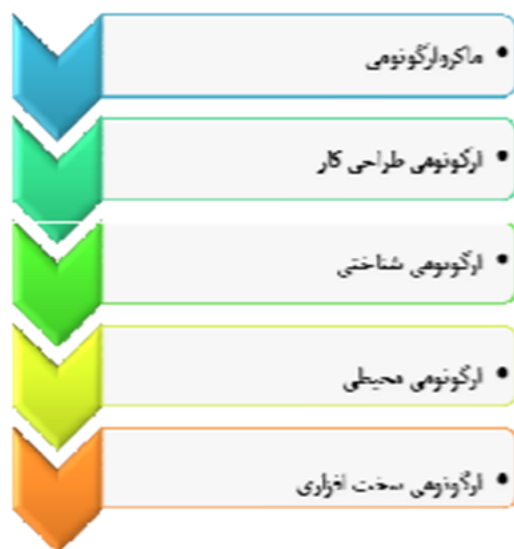 • ماکروارگونومی
• ارگونومی طراحی کار
• ارگونومی شناختی
• ارگونومی محیطی
• ارگونومی سخت افزاری